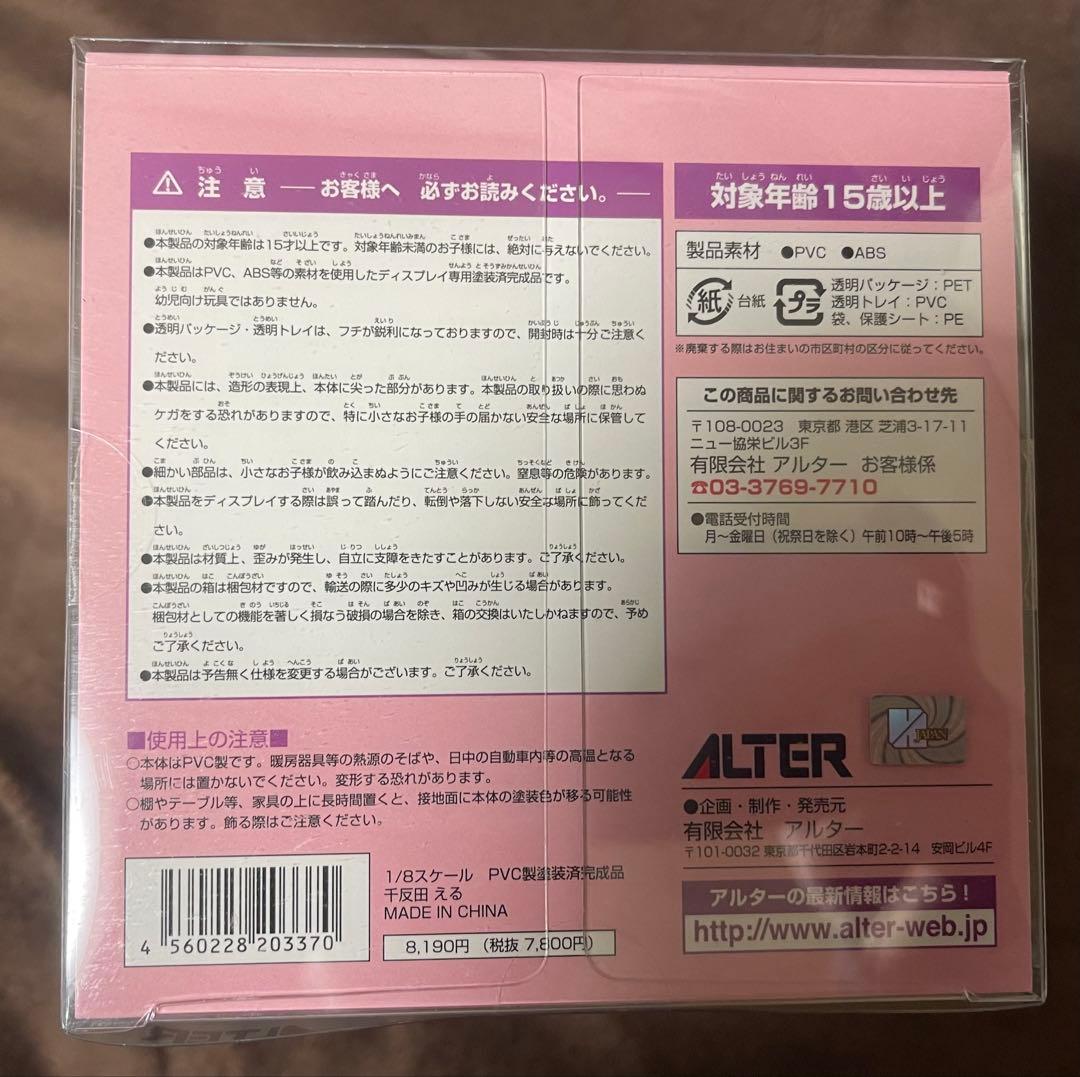 注意 ― お客様へ 必ずお読みください。―
●本製品の対象年齢は15才以上です。対象年齢未満のお子様には、絶対に与えないでください。
●本製品はPVC、ABS等の素材を使用したディスプレイ専用塗装済完成品です。
幼児向け玩具ではありません。
●透明パッケージ・透明トレイは、フチが鋭利になっておりますので、開封時は十分ご注意く
ださい。
●本製品には、造形の表現上、本体に尖った部分があります。本製品の取り扱いの際に思わぬ
ケガをする恐れがありますので、特に小さなお子様の手の届かない安全な場所に保管して
ください。
●細かい部品は、小さなお子様が飲み込まぬようにご注意ください。窒息等の危険があります。
●本製品をディスプレイする際は誤って踏んだり、転倒や落下しない安全な場所に飾ってくだ
さい。
●本製品は材質上、歪みが発生し、自立に支障をきたすことがあります。ご了承ください。
●本製品の箱は梱包材ですので、輸送の際に多少のキズや凹みが生じる場合があります。
梱包材としての機能を著しく損なう破損の場合を除き、箱の交換はいたしかねますので、予め
ご了承ください。
●本製品は予告無く仕様を変更する場合がございます。ご了承ください。
■使用上の注意■
○本体はPVC製です。暖房器具等の熱源のそばや、日中の自動車内等の高温となる
場所には置かないでください。変形する恐れがあります。
○棚やテーブル等、家具の上に長時間置くと、接地面に本体の塗装色が移る可能性
があります。飾る際はご注意ください。
4 560228 203370
1/8スケール PVC製塗装済完成品
千反田 える
MADE IN CHINA
8,190円 (税抜 7,800円)
対象年齢15歳以上
製品素材 ●PVC ●ABS
紙 台紙
プラ
透明パッケージ：PET
透明トレイ：PVC
袋、保護シート：PE
※廃棄する際はお住まいの市区町村の区分に従ってください。
この商品に関するお問い合わせ先
〒108-0023 東京都 港区 芝浦3-17-11
ニュー協栄ビル3F
有限会社 アルター お客様係
☎03-3769-7710
●電話受付時間
月～金曜日（祝祭日を除く）午前10時～午後5時
JAPAN
ALTER
●企画・制作・発売元
有限会社 アルター
〒101-0032 東京都千代田区岩本町2-2-14 安岡ビル4F
アルターの最新情報はこちら！
http://www.alter-web.jp